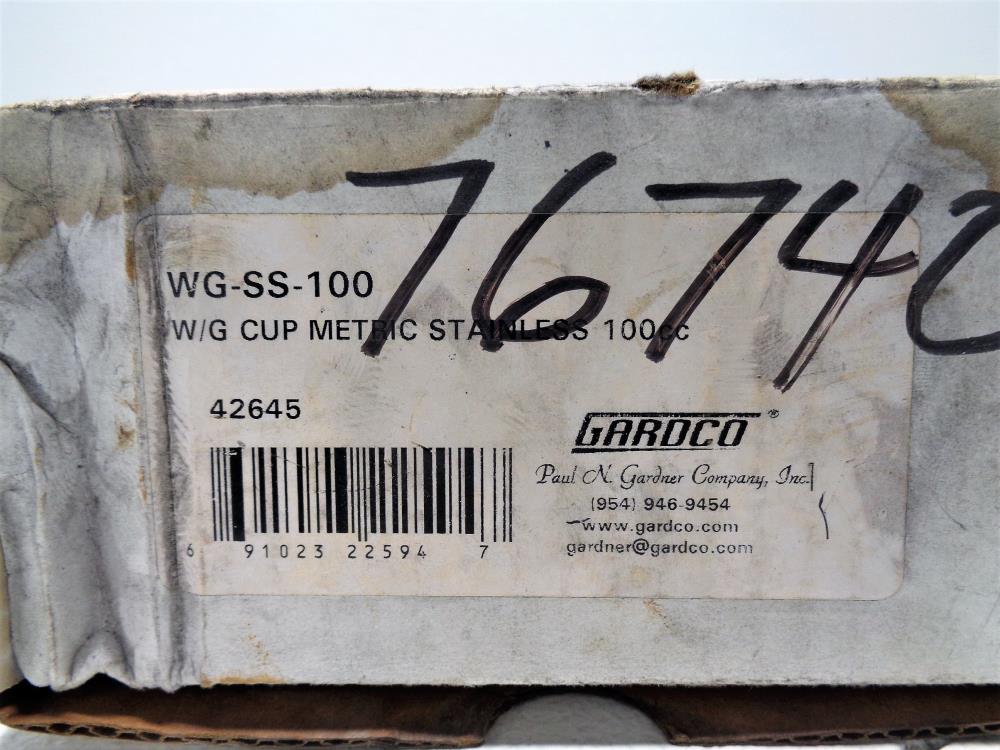 76740
WG-SS-100
W/G CUP METRIC STAINLESS 100cc
42645
GARDCO®
Paul N. Gardner Company, Inc.
(954) 946-9454
www.gardco.com
gardner@gardco.com
6 91023 22594 7